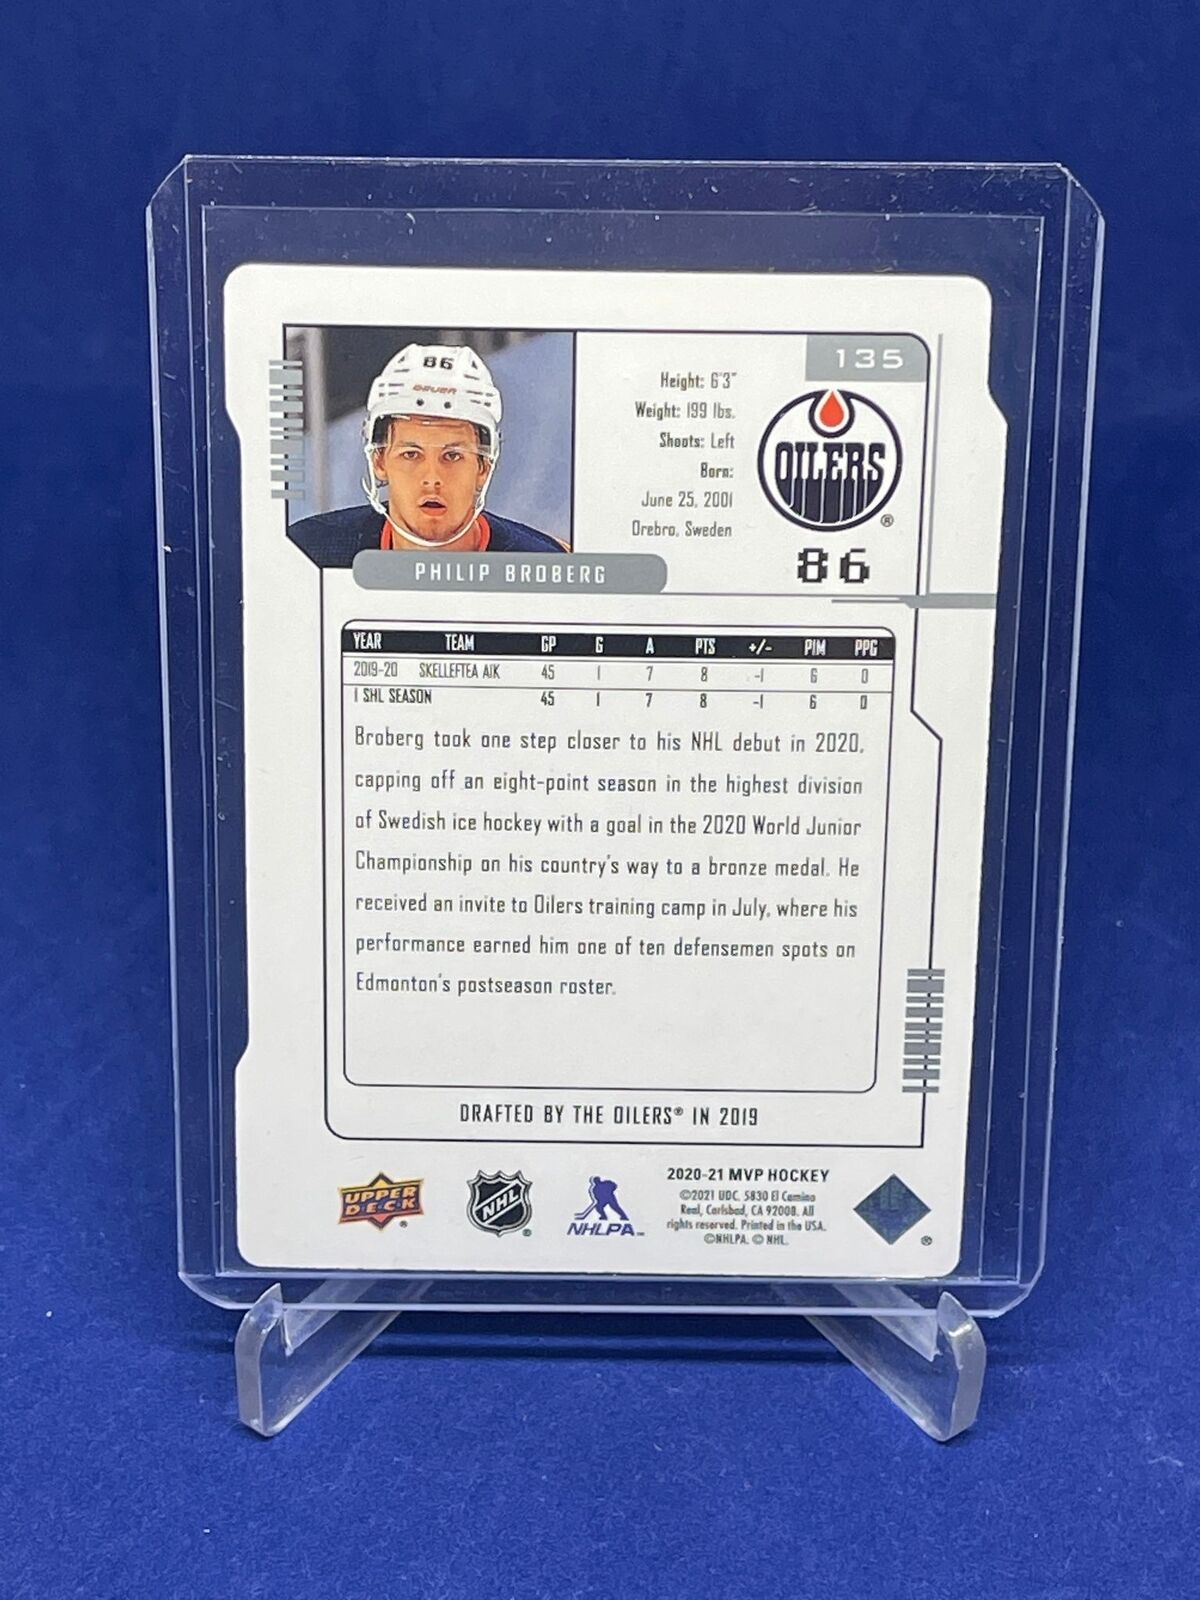 86
BAUER
135
Height: 6'3"
Weight: 199 lbs.
Shoots: Left
Born:
June 25, 2001
Orebro, Sweden
OILERS®
86
PHILIP BROBERG
YEAR TEAM GP G A PTS +/- PIM PPG
2019-20 SKELLEFTEA AIK 45 1 7 8 -1 6 0
1 SHL SEASON 45 1 7 8 -1 6 0
Broberg took one step closer to his NHL debut in 2020,
capping off an eight-point season in the highest division
of Swedish ice hockey with a goal in the 2020 World Junior
Championship on his country's way to a bronze medal. He
received an invite to Oilers training camp in July, where his
performance earned him one of ten defensemen spots on
Edmonton's postseason roster.
DRAFTED BY THE OILERS® IN 2019
UPPER
DECK®
NHL®
NHLPA™
2020-21 MVP HOCKEY
©2021 UDC, 5830 El Camino
Real, Carlsbad, CA 92008. All
rights reserved. Printed in the USA.
©NHLPA. © NHL.
®